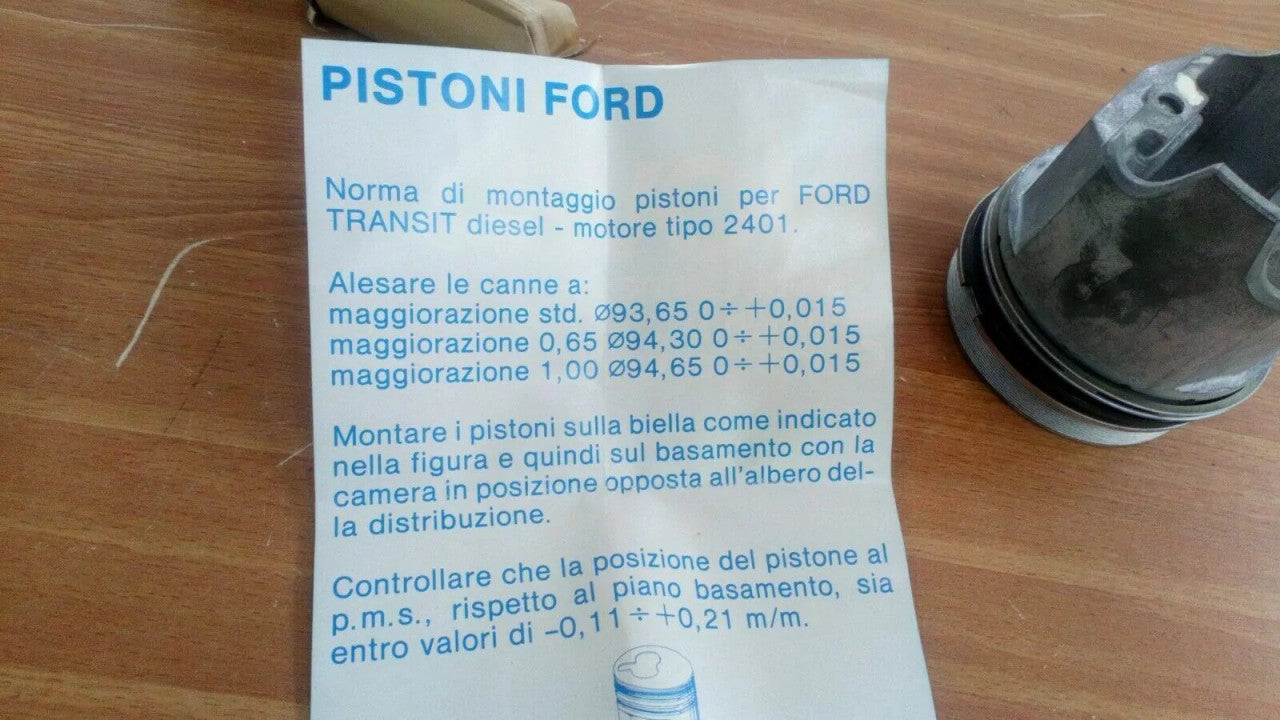 PISTONI FORD
Norma di montaggio pistoni per FORD
TRANSIT diesel - motore tipo 2401.
Alesare le canne a:
maggiorazione std. Ø93,65 0÷+0,015
maggiorazione 0,65 Ø94,30 0÷+0,015
maggiorazione 1,00 Ø94,65 0÷+0,015
Montare i pistoni sulla biella come indicato
nella figura e quindi sul basamento con la
camera in posizione opposta all'albero del-
la distribuzione.
Controllare che la posizione del pistone al
p.m.s., rispetto al piano basamento, sia
entro valori di -0,11÷+0,21 m/m.